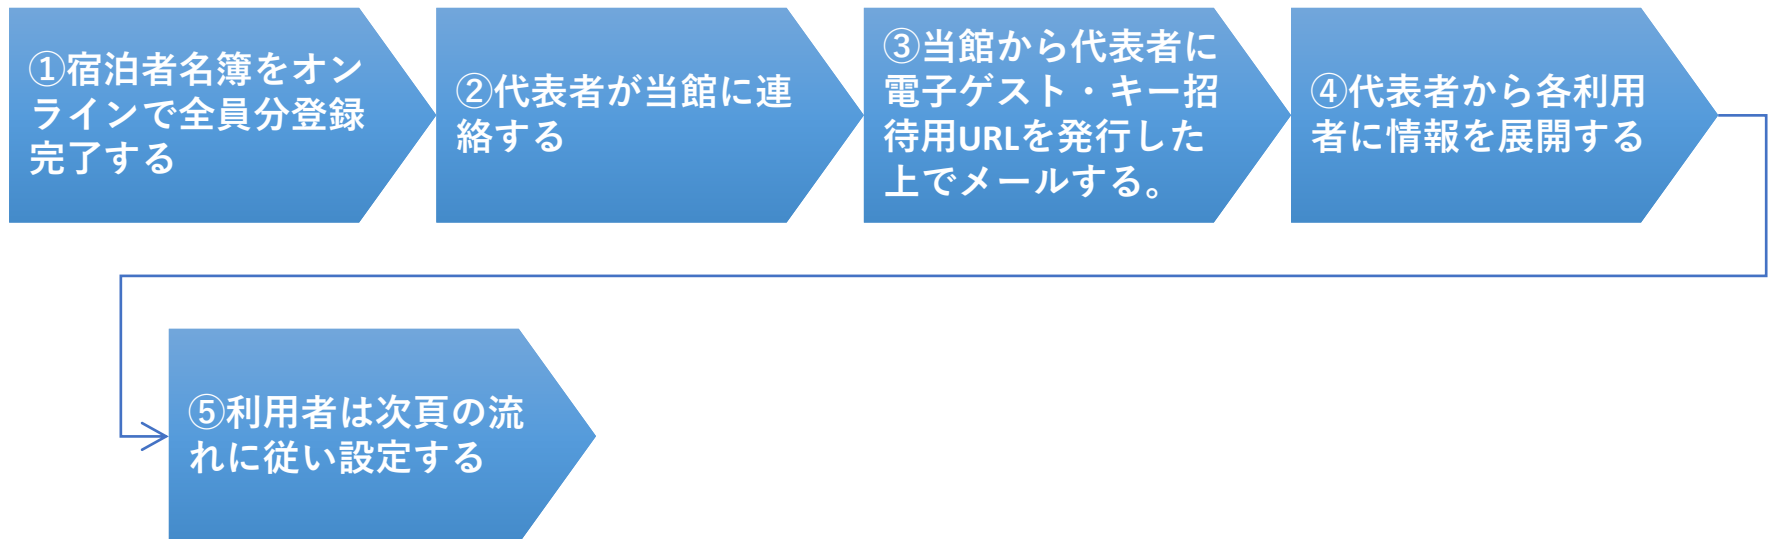 ①宿泊者名簿をオン
ラインで全員分登録
完了する
②代表者が当館に連
絡する
③当館から代表者に
電子ゲスト・キー招
待用URLを発行した
上でメールする。
④代表者から各利用
者に情報を展開する
⑤利用者は次頁の流
れに従い設定する